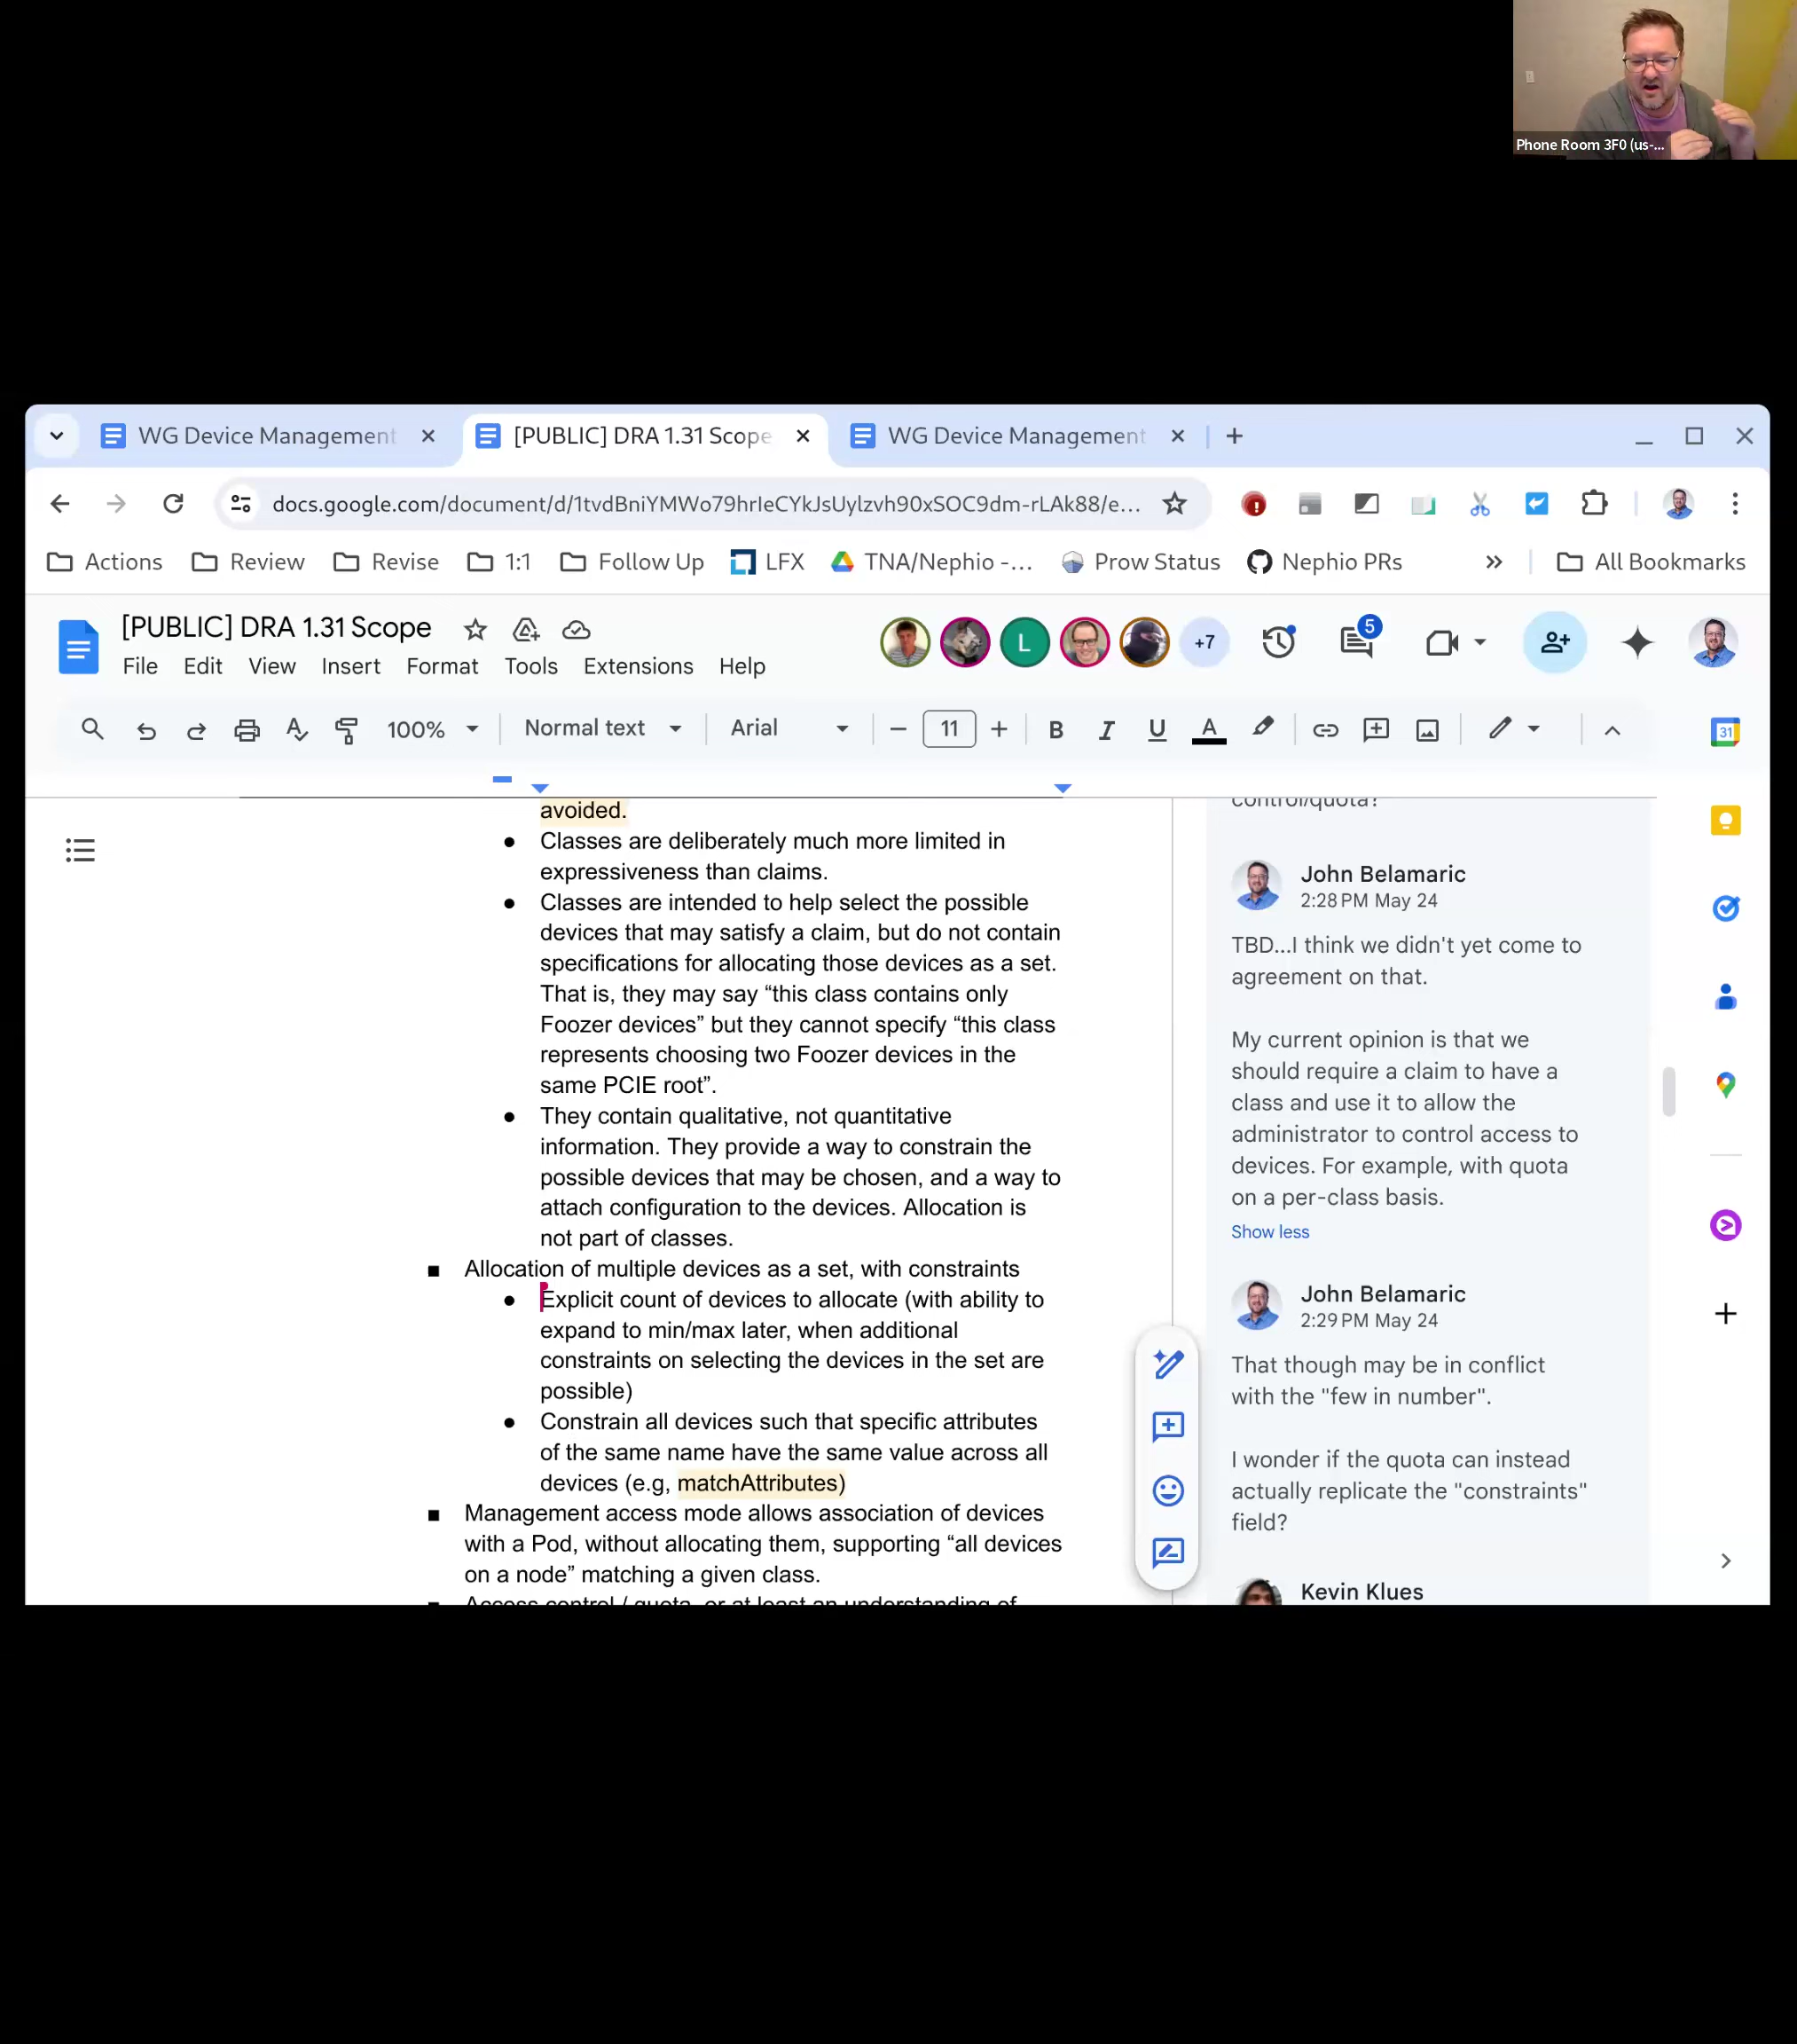 Phone Room 3F0 (us-...
WG Device Management
[PUBLIC] DRA 1.31 Scope
WG Device Management
docs.google.com/document/d/1tvdBniYMWo79hrIeCYkJsUylzvh90xSOC9dm-rLAk88/e...
Actions
Review
Revise
1:1
Follow Up
LFX
TNA/Nephio -...
Prow Status
Nephio PRs
All Bookmarks
[PUBLIC] DRA 1.31 Scope
L
+7
5
File Edit View Insert Format Tools Extensions Help
100%
Normal text
Arial
11
B I U A
31
avoided.
Classes are deliberately much more limited in
expressiveness than claims.
Classes are intended to help select the possible
devices that may satisfy a claim, but do not contain
specifications for allocating those devices as a set.
That is, they may say “this class contains only
Foozer devices” but they cannot specify “this class
represents choosing two Foozer devices in the
same PCIE root”.
They contain qualitative, not quantitative
information. They provide a way to constrain the
possible devices that may be chosen, and a way to
attach configuration to the devices. Allocation is
not part of classes.
Allocation of multiple devices as a set, with constraints
Explicit count of devices to allocate (with ability to
expand to min/max later, when additional
constraints on selecting the devices in the set are
possible)
Constrain all devices such that specific attributes
of the same name have the same value across all
devices (e.g, matchAttributes)
Management access mode allows association of devices
with a Pod, without allocating them, supporting “all devices
on a node” matching a given class.
Access control / quota, or at least an understanding of
control/quota?
John Belamaric
2:28 PM May 24
TBD...I think we didn't yet come to
agreement on that.
My current opinion is that we
should require a claim to have a
class and use it to allow the
administrator to control access to
devices. For example, with quota
on a per-class basis.
Show less
John Belamaric
2:29 PM May 24
That though may be in conflict
with the "few in number".
I wonder if the quota can instead
actually replicate the "constraints"
field?
Kevin Klues